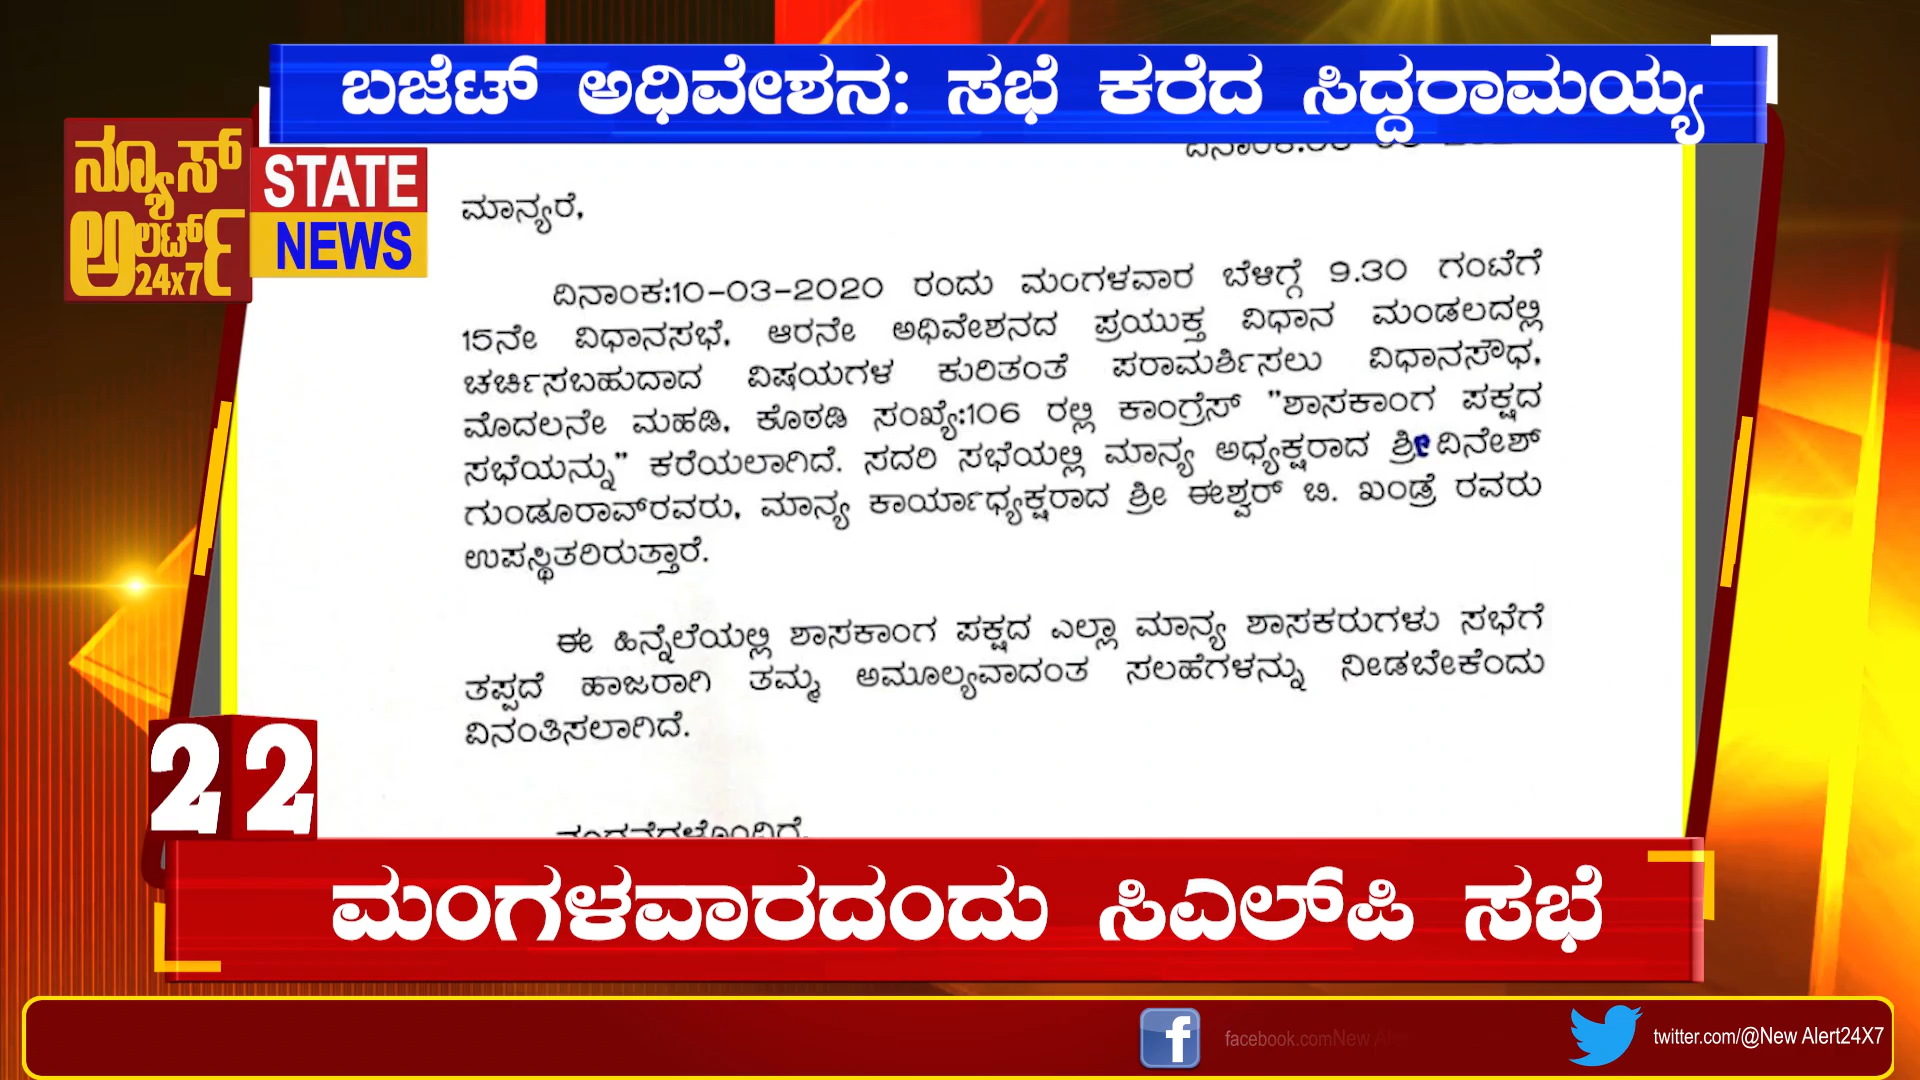 ಬಜೆಟ್ ಅಧಿವೇಶನ: ಸಭೆ ಕರೆದ ಸಿದ್ದರಾಮಯ್ಯ
ನ್ಯೂಸ್
ಅಲರ್ಟ್
24x7
STATE
NEWS
ಮಾನ್ಯರೆ,
ದಿನಾಂಕ:10-03-2020 ರಂದು ಮಂಗಳವಾರ ಬೆಳಿಗ್ಗೆ 9.30 ಗಂಟೆಗೆ
15ನೇ ವಿಧಾನಸಭೆ, ಆರನೇ ಅಧಿವೇಶನದ ಪ್ರಯುಕ್ತ ವಿಧಾನ ಮಂಡಲದಲ್ಲಿ
ಚರ್ಚಿಸಬಹುದಾದ ವಿಷಯಗಳ ಕುರಿತಂತೆ ಪರಾಮರ್ಶಿಸಲು ವಿಧಾನಸೌಧ,
ಮೊದಲನೇ ಮಹಡಿ, ಕೊಠಡಿ ಸಂಖ್ಯೆ:106 ರಲ್ಲಿ ಕಾಂಗ್ರೆಸ್ "ಶಾಸಕಾಂಗ ಪಕ್ಷದ
ಸಭೆಯನ್ನು" ಕರೆಯಲಾಗಿದೆ. ಸದರಿ ಸಭೆಯಲ್ಲಿ ಮಾನ್ಯ ಅಧ್ಯಕ್ಷರಾದ ಶ್ರೀ ದಿನೇಶ್
ಗುಂಡೂರಾವ್‌ರವರು, ಮಾನ್ಯ ಕಾರ್ಯಾಧ್ಯಕ್ಷರಾದ ಶ್ರೀ ಈಶ್ವರ್ ಬಿ. ಖಂಡ್ರೆ ರವರು
ಉಪಸ್ಥಿತರಿರುತ್ತಾರೆ.
ಈ ಹಿನ್ನೆಲೆಯಲ್ಲಿ ಶಾಸಕಾಂಗ ಪಕ್ಷದ ಎಲ್ಲಾ ಮಾನ್ಯ ಶಾಸಕರುಗಳು ಸಭೆಗೆ
ತಪ್ಪದೆ ಹಾಜರಾಗಿ ತಮ್ಮ ಅಮೂಲ್ಯವಾದಂತ ಸಲಹೆಗಳನ್ನು ನೀಡಬೇಕೆಂದು
ವಿನಂತಿಸಲಾಗಿದೆ.
22
ಮಂಗಳವಾರದಂದು ಸಿಎಲ್‌ಪಿ ಸಭೆ
facebook.comNew Al
twitter.com/@New Alert24X7